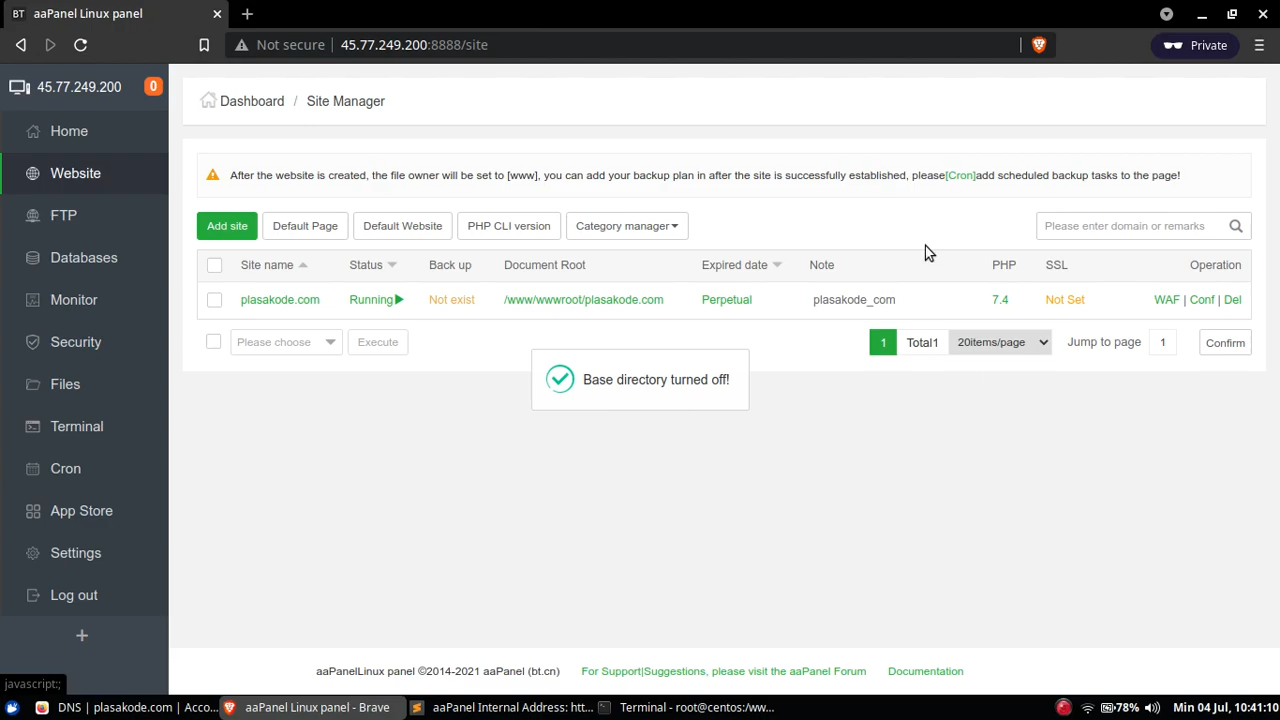 BT aaPanel Linux panel
Not secure 45.77.249.200:8888/site Private
45.77.249.200 0
Home
Website
FTP
Databases
Monitor
Security
Files
Terminal
Cron
App Store
Settings
Log out
Dashboard / Site Manager
After the website is created, the file owner will be set to [www], you can add your backup plan in after the site is successfully established, please[Cron]add scheduled backup tasks to the page!
Add site Default Page Default Website PHP CLI version Category manager Please enter domain or remarks
Site name Status Back up Document Root Expired date Note PHP SSL Operation
plasakode.com Running Not exist /www/wwwroot/plasakode.com Perpetual plasakode_com 7.4 Not Set WAF | Conf | Del
Please choose Execute 1 Total1 20items/page Jump to page 1 Confirm
Base directory turned off!
aaPanelLinux panel ©2014-2021 aaPanel (bt.cn) For Support|Suggestions, please visit the aaPanel Forum Documentation
javascript:;
DNS | plasakode.com | Acco... aaPanel Linux panel - Brave aaPanel Internal Address: htt... Terminal - root@centos:/ww... 78% Min 04 Jul, 10:41:10